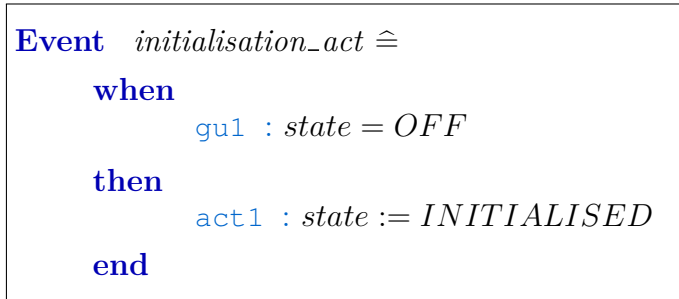 Event initialisation_act ≙
when
gu1 : state = OFF
then
act1 : state := INITIALISED
end